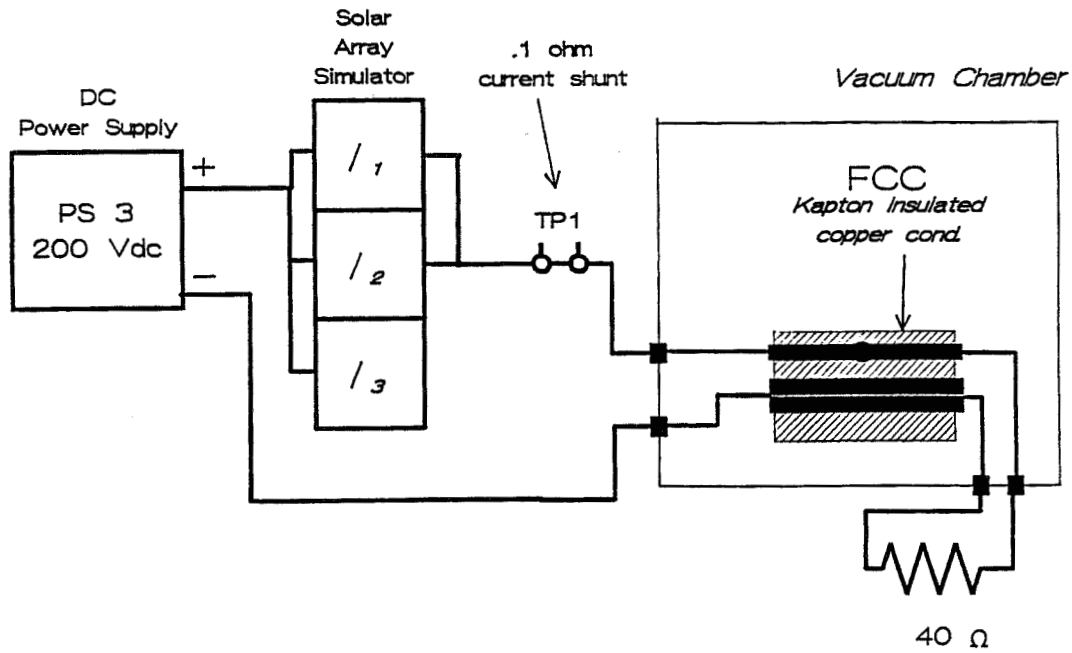 Solar
Array
Simulator
.1 ohm
current shunt
Vacuum Chamber
DC
Power Supply
+
PS 3
200 Vdc
−
I 1
I 2
I 3
TP1
FCC
Kapton Insulated
copper cond.
40 Ω